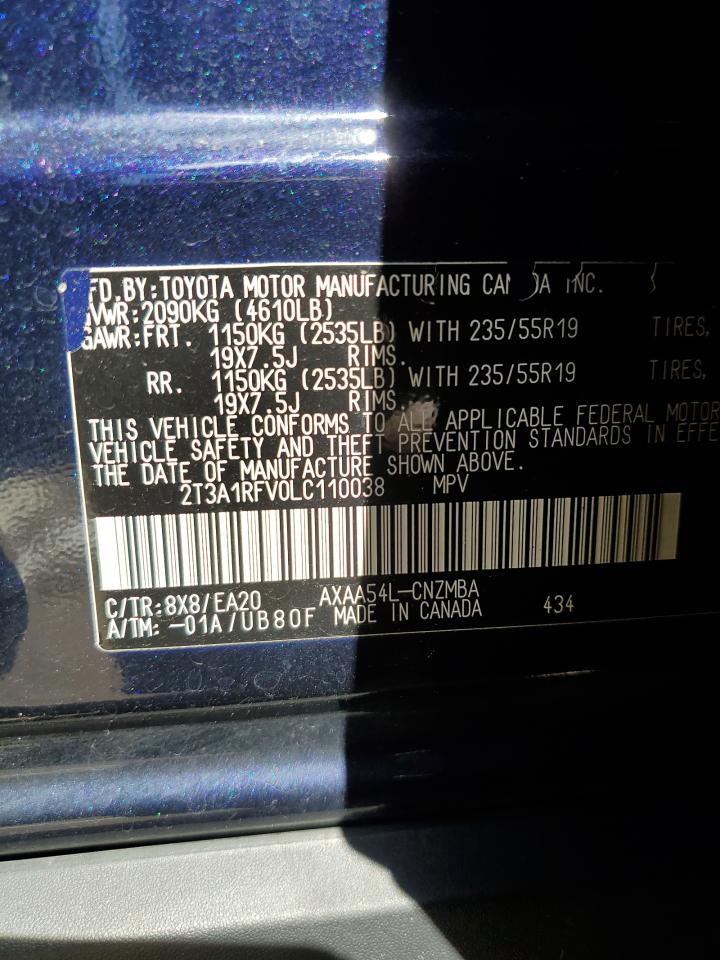 FD.BY:TOYOTA MOTOR MANUFACTURING CANADA INC.
GVWR:2090KG (4610LB)
GAWR:FRT. 1150KG (2535LB) WITH 235/55R19 TIRES,
19X7.5J RIMS.
RR. 1150KG (2535LB) WITH 235/55R19 TIRES,
19X7.5J RIMS
THIS VEHICLE CONFORMS TO ALL APPLICABLE FEDERAL MOTOR
VEHICLE SAFETY AND THEFT PREVENTION STANDARDS IN EFFE
THE DATE OF MANUFACTURE SHOWN ABOVE.
2T3A1RFV0LC110038 MPV
C/TR:8X8/EA20 AXAA54L-CNZMBA
A/TM:-01A/UB80F MADE IN CANADA 434